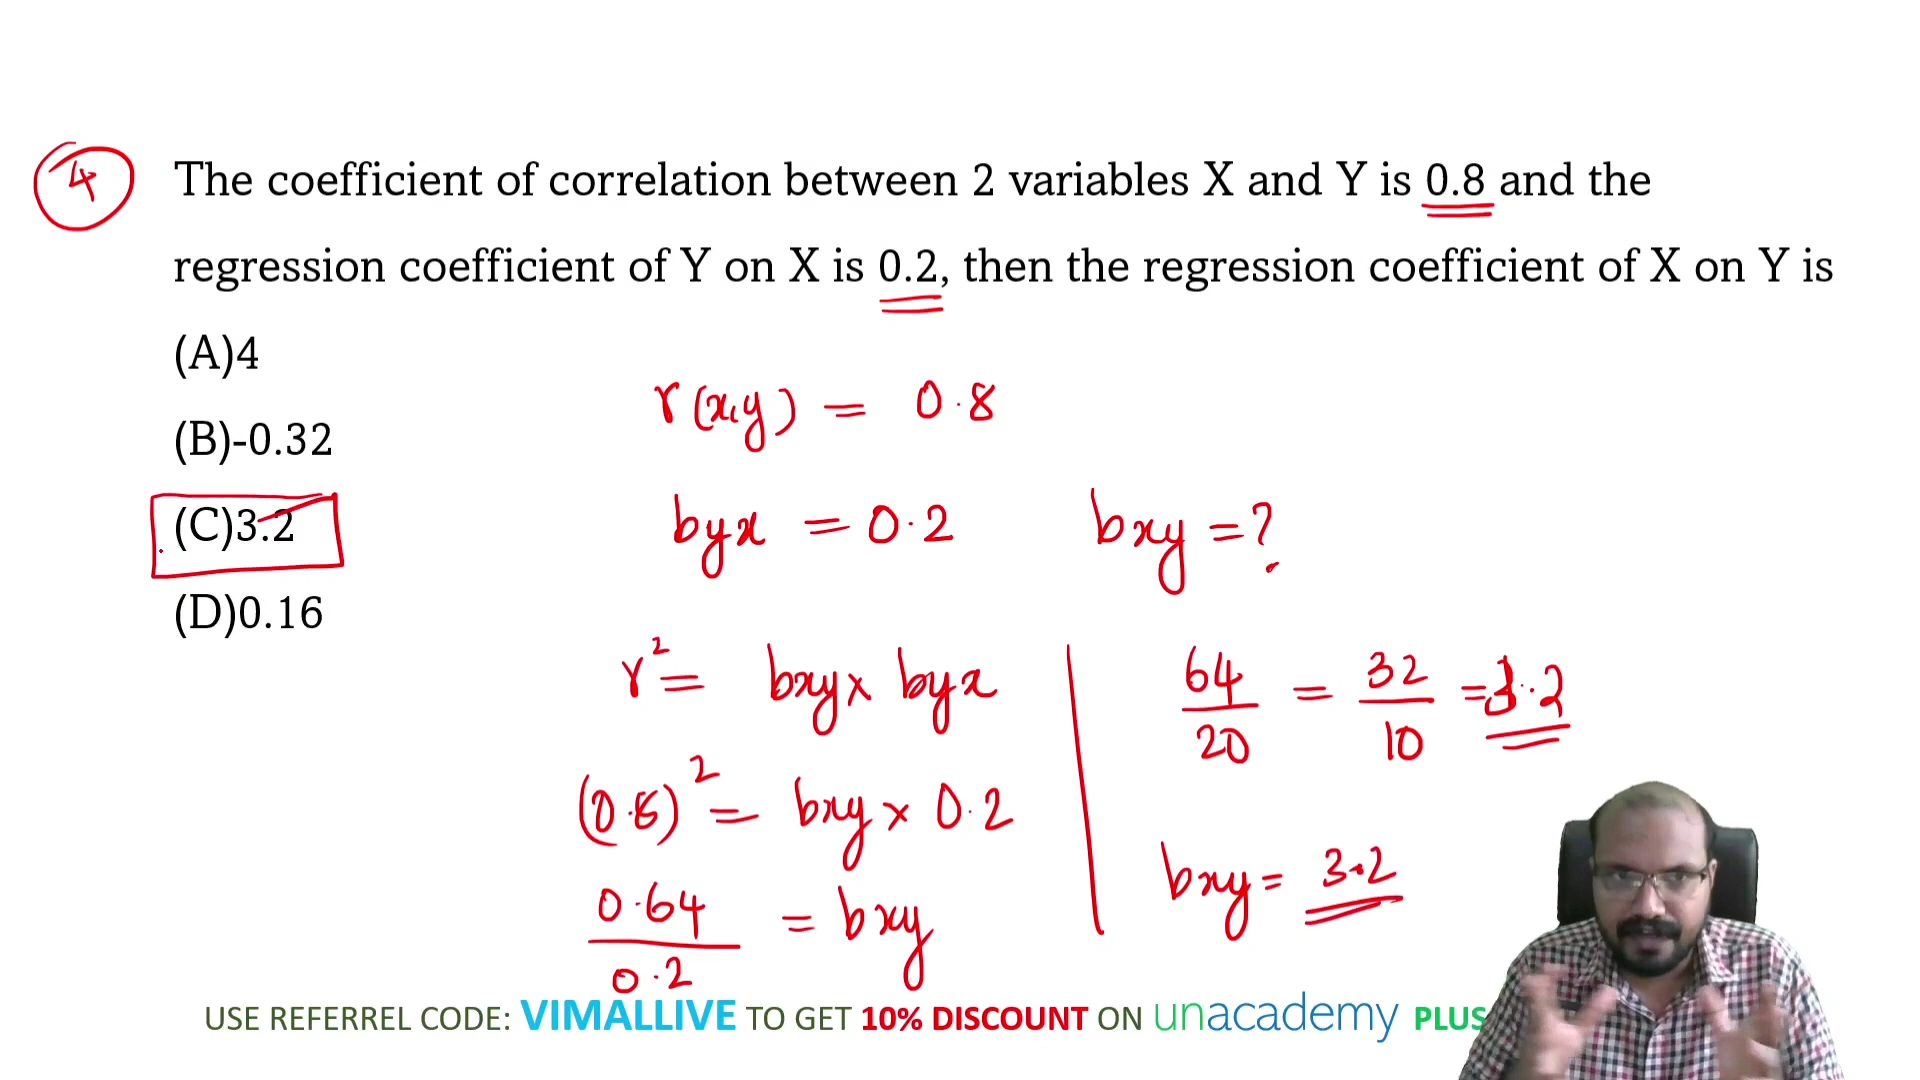 4 The coefficient of correlation between 2 variables X and Y is 0.8 and the
regression coefficient of Y on X is 0.2, then the regression coefficient of X on Y is
(A)4
(B)-0.32
(C)3.2
(D)0.16
r(x,y) = 0.8
byx = 0.2 bxy = ?
r² = bxy x byx
(0.8)² = bxy x 0.2
0.64 / 0.2 = bxy
64 / 20 = 32 / 10 = 3.2
bxy = 3.2
USE REFERREL CODE: VIMALLIVE TO GET 10% DISCOUNT ON unacademy PLUS